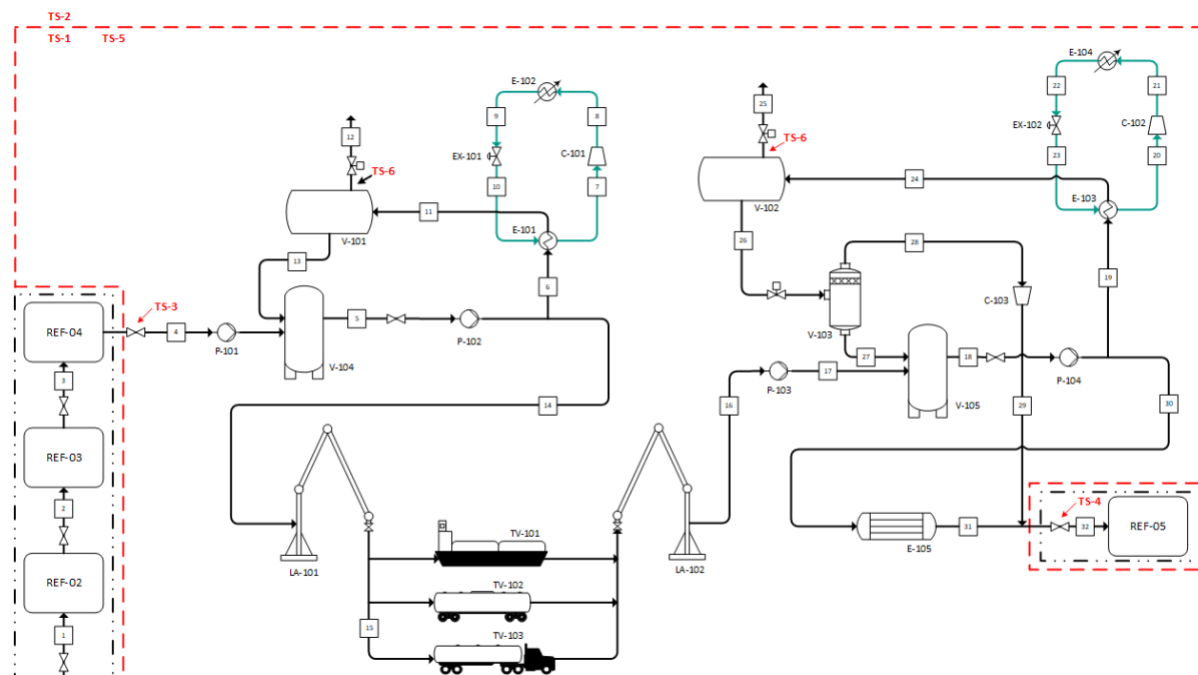 TS-2
TS-1 TS-5
E-102
E-104
9
8
22
21
12
25
EX-101
C-101
EX-102
C-102
TS-6
TS-6
10
7
23
20
11
24
E-101
E-103
V-101
V-102
13
26
28
6
19
TS-3
REF-04
4
P-101
5
P-102
V-104
C-103
V-103
27
18
P-104
3
P-103
17
V-105
14
16
29
30
REF-03
2
TS-4
REF-05
31
32
E-105
TV-101
LA-101
LA-102
REF-02
TV-102
15
TV-103
1